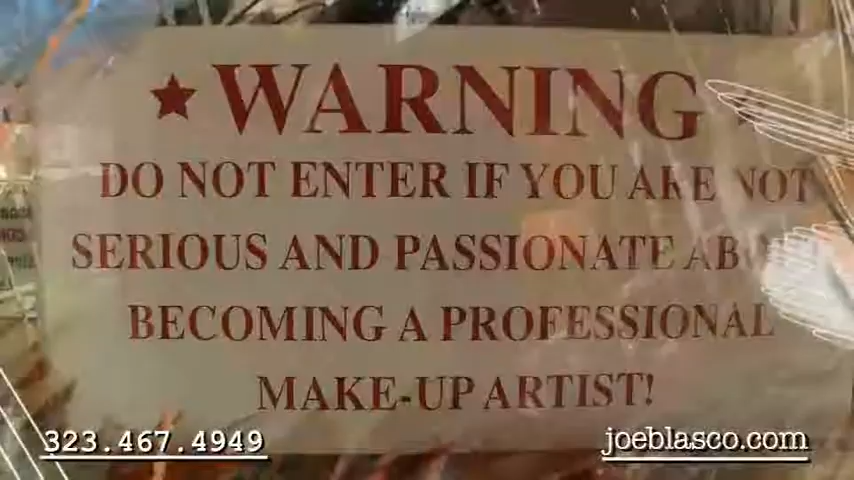 ★ WARNING
DO NOT ENTER IF YOU ARE NOT
SERIOUS AND PASSIONATE
BECOMING A PROFESSIONAL
MAKE-UP ARTIST!
323.467.4949
joeblasco.com